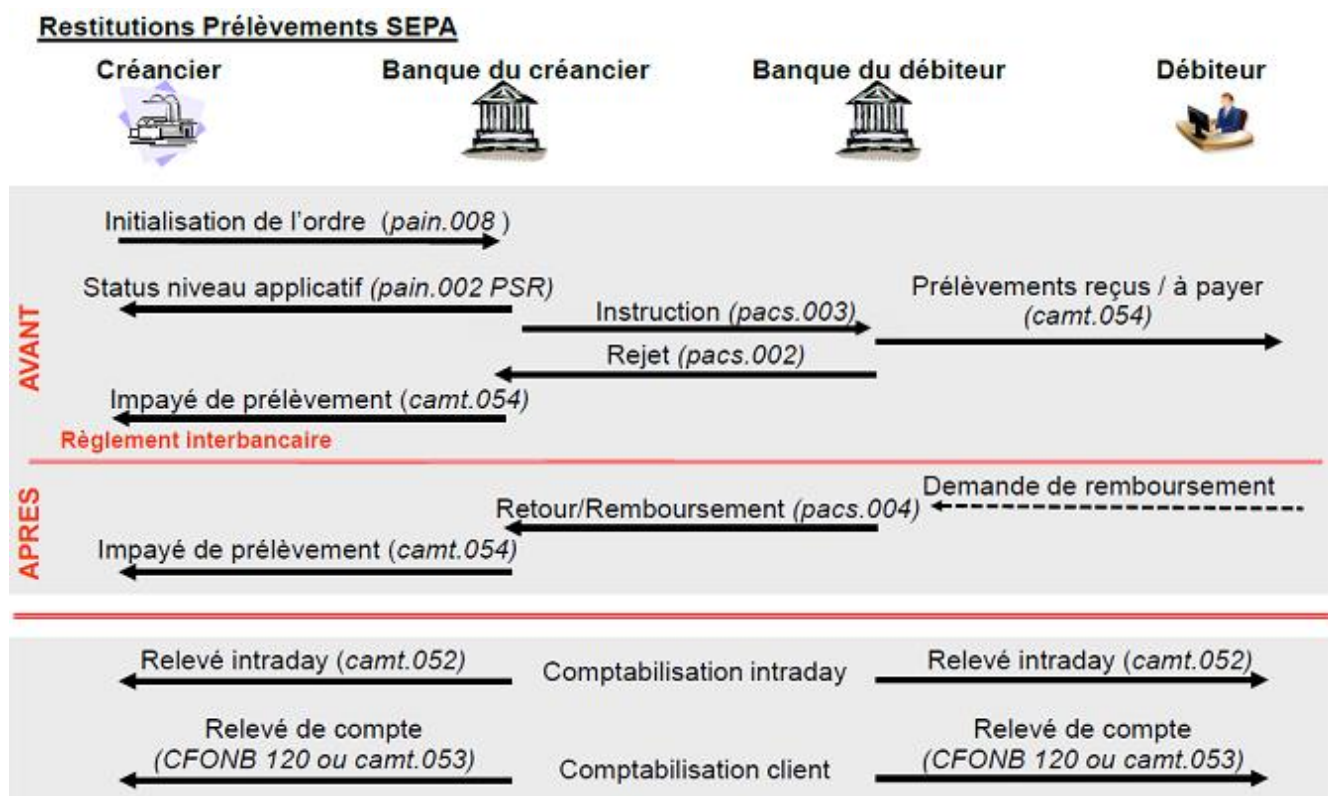 Restitutions Prélèvements SEPA
Créancier
Banque du créancier
Banque du débiteur
Débiteur
Initialisation de l'ordre (pain.008 )
Status niveau applicatif (pain.002 PSR)
Prélèvements reçus / à payer
(camt.054)
Instruction (pacs.003)
Rejet (pacs.002)
AVANT
Impayé de prélèvement (camt.054)
Règlement interbancaire
APRES
Demande de remboursement
Retour/Remboursement (pacs.004)
Impayé de prélèvement (camt.054)
Relevé intraday (camt.052)
Comptabilisation intraday
Relevé intraday (camt.052)
Relevé de compte
(CFONB 120 ou camt.053)
Comptabilisation client
Relevé de compte
(CFONB 120 ou camt.053)